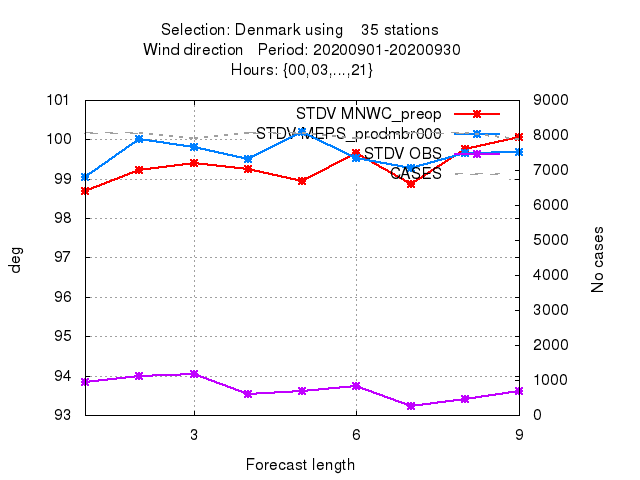 Selection: Denmark using 35 stations
Wind direction Period: 20200901-20200930
Hours: {00,03,...,21}
STDV MNWC_preop
STDV MEPS_prodmbr000
STDV OBS
CASES
101
100
99
98
97
96
95
94
93
9000
8000
7000
6000
5000
4000
3000
2000
1000
0
deg
No cases
3 6 9
Forecast length